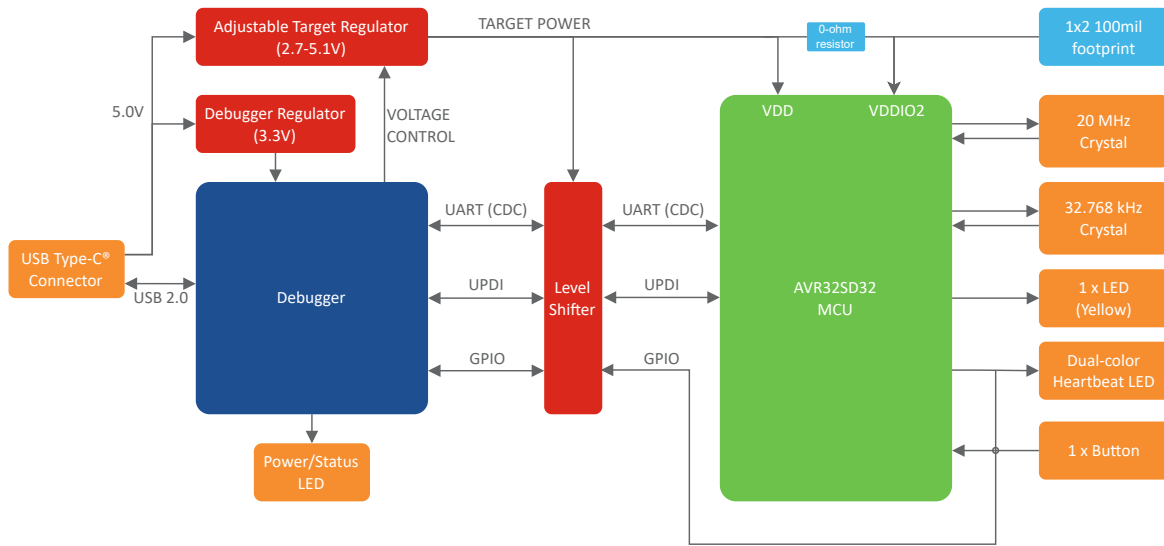 Adjustable Target Regulator
(2.7-5.1V)
TARGET POWER
0-ohm
resistor
1x2 100mil
footprint
5.0V
Debugger Regulator
(3.3V)
VOLTAGE
CONTROL
VDD
VDDIO2
20 MHz
Crystal
UART (CDC)
UART (CDC)
32.768 kHz
Crystal
USB Type-C®
Connector
USB 2.0
Debugger
UPDI
Level
Shifter
UPDI
AVR32SD32
MCU
1 x LED
(Yellow)
GPIO
GPIO
Dual-color
Heartbeat LED
Power/Status
LED
1 x Button